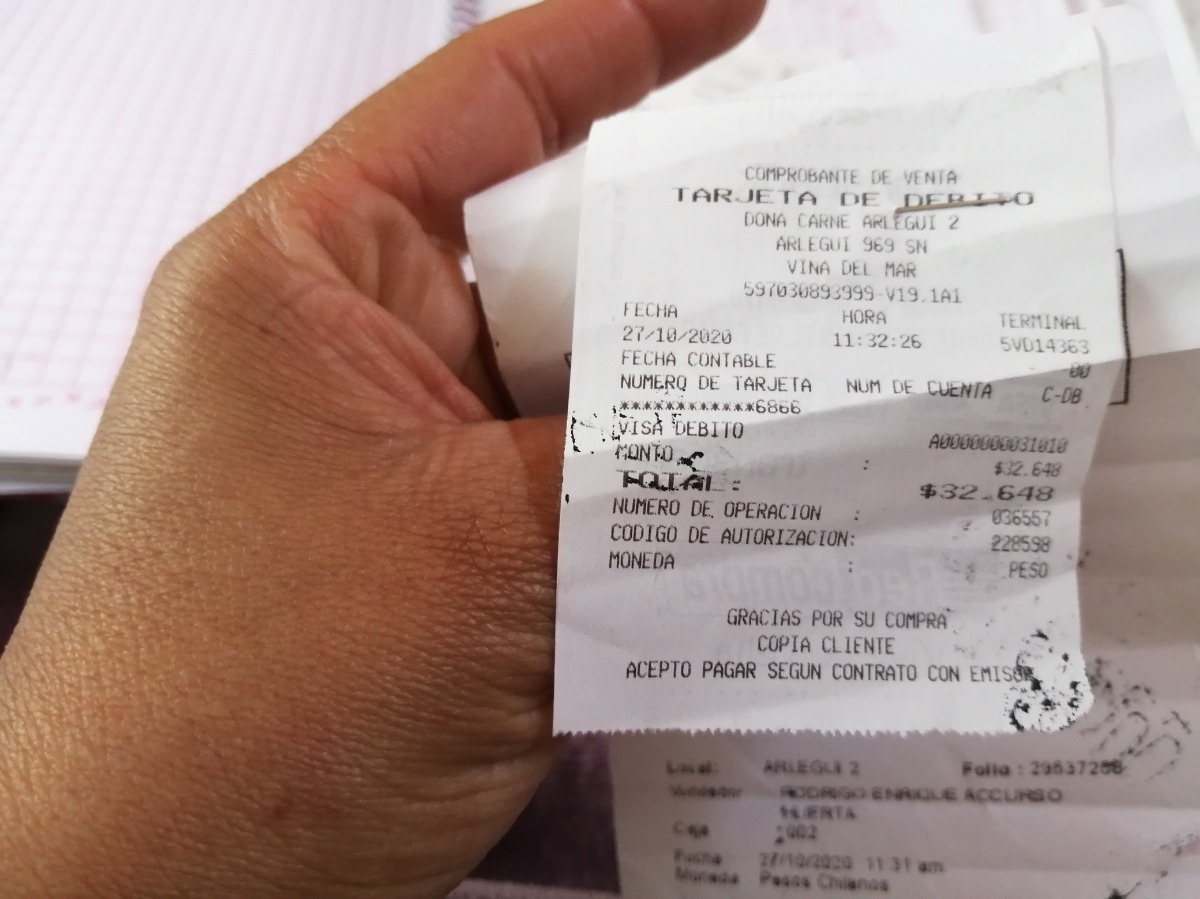 COMPROBANTE DE VENTA
TARJETA DE DEBITO
DONA CARNE ARLEGUI 2
ARLEGUI 969 SN
VINA DEL MAR
597030893999-V19.1A1
FECHA HORA TERMINAL
27/10/2020 11:32:26 5VD14363
FECHA CONTABLE 00
NUMERO DE TARJETA NUM DE CUENTA C-DB
************6866
VISA DEBITO A0000000031010
MONTO : $32.648
TOTAL: $32.648
NUMERO DE OPERACION : 036557
CODIGO DE AUTORIZACION: 228598
MONEDA : PESO
GRACIAS POR SU COMPRA
COPIA CLIENTE
ACEPTO PAGAR SEGUN CONTRATO CON EMISOR
Local: ARLEGUI 2 Folio : 29637288
Vendedor RODRIGO ENRIQUE ACCURSO
HUERTA
Caja :002
Fecha 27/10/2020 11:31 am
Moneda Pesos Chilenos